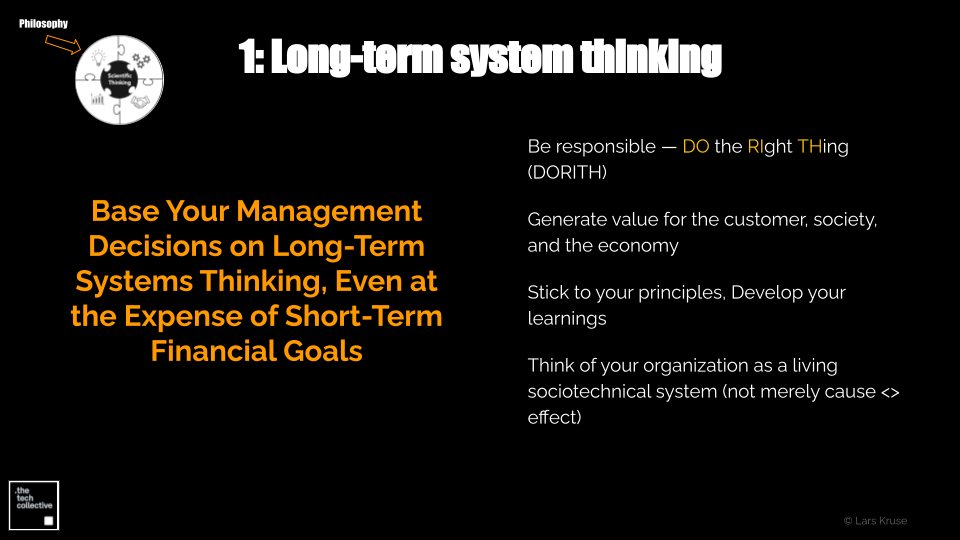 Philosophy
1: Long-term system thinking
Scientific
Thinking
Base Your Management
Decisions on Long-Term
Systems Thinking, Even at
the Expense of Short-Term
Financial Goals
Be responsible — DO the RIght THing
(DORITH)
Generate value for the customer, society,
and the economy
Stick to your principles, Develop your
learnings
Think of your organization as a living
sociotechnical system (not merely cause <>
effect)
.the
tech
collective
© Lars Kruse